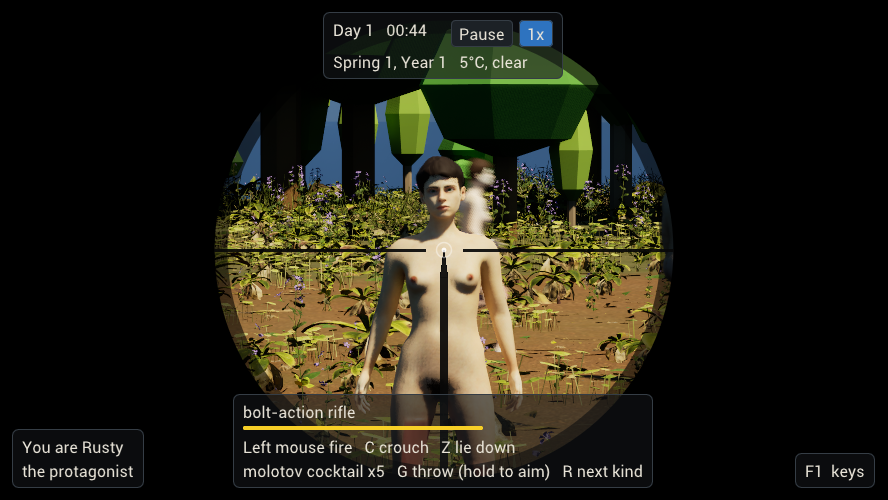 Day 1 00:44 Pause 1x
Spring 1, Year 1 5°C, clear
bolt-action rifle
Left mouse fire C crouch Z lie down
molotov cocktail x5 G throw (hold to aim) R next kind
You are Rusty
the protagonist
F1 keys